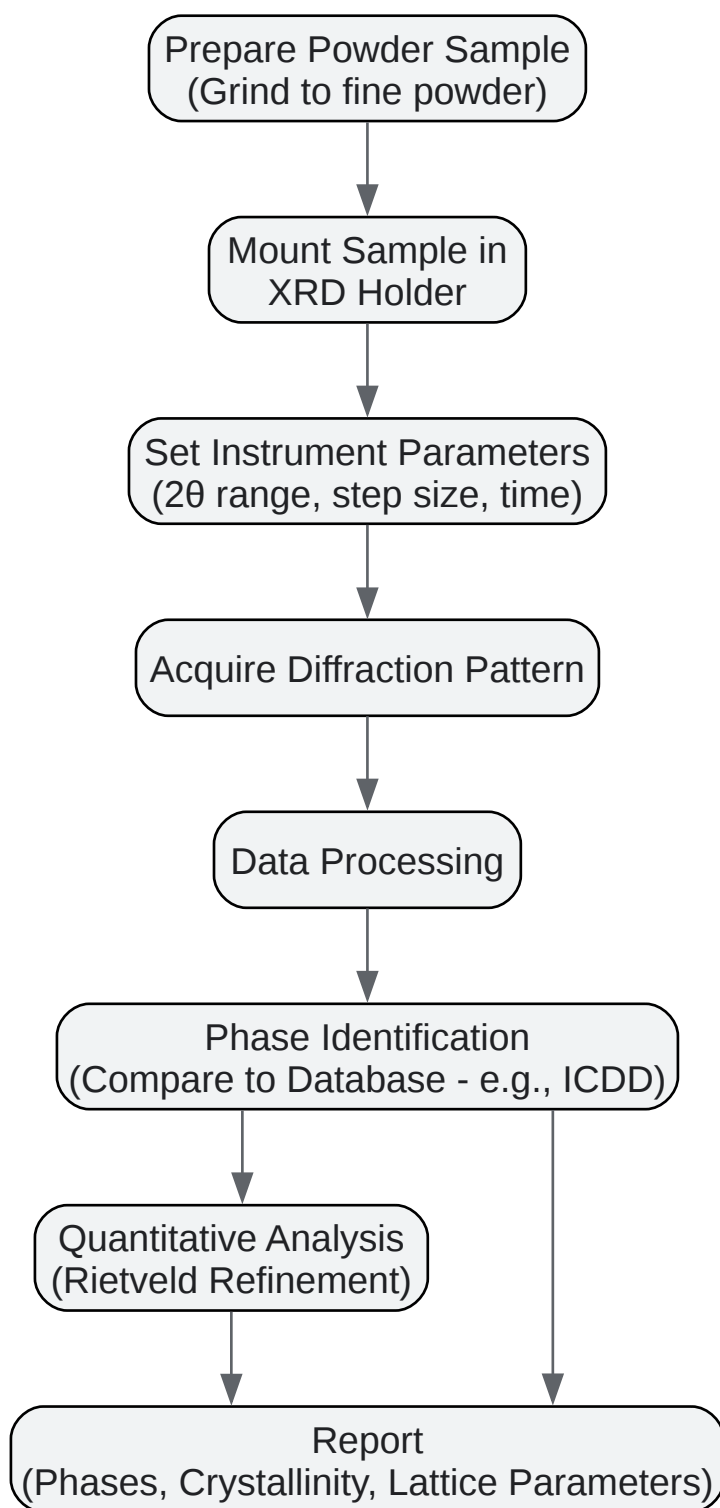 Prepare Powder Sample
(Grind to fine powder)
Mount Sample in
XRD Holder
Set Instrument Parameters
(2θ range, step size, time)
Acquire Diffraction Pattern
Data Processing
Phase Identification
(Compare to Database - e.g., ICDD)
Quantitative Analysis
(Rietveld Refinement)
Report
(Phases, Crystallinity, Lattice Parameters)